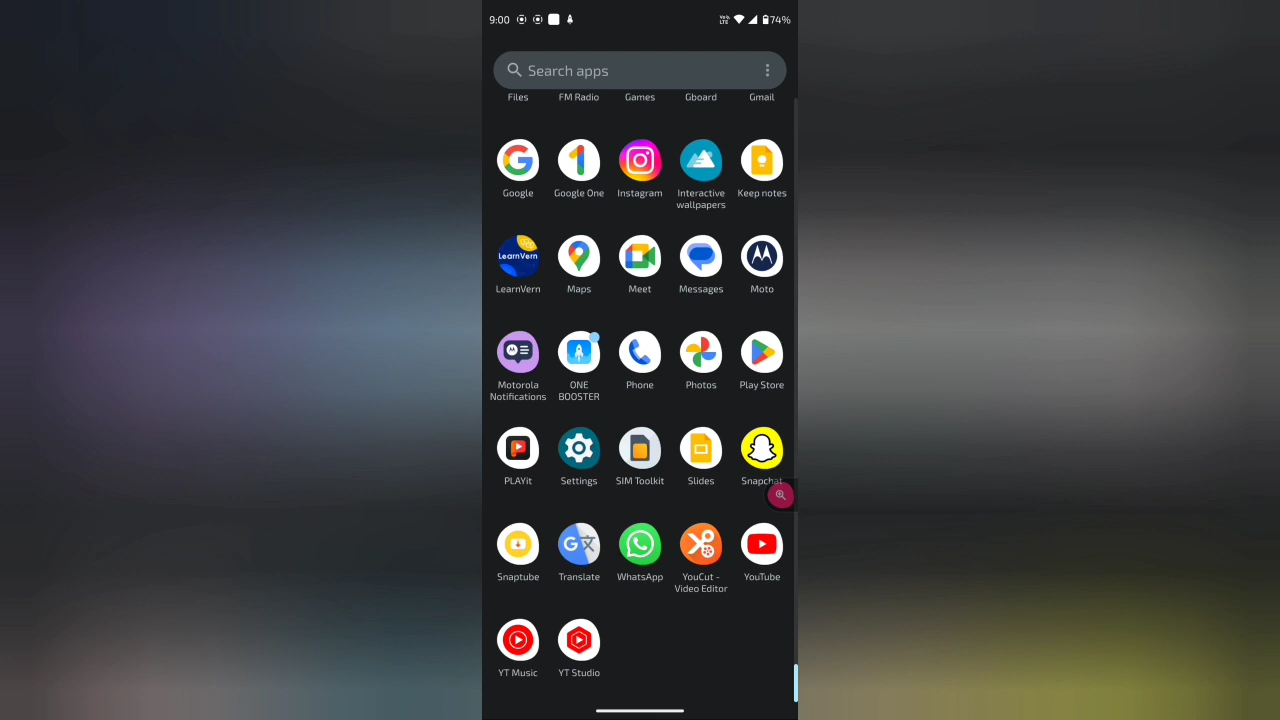 9:00
Vo)) LTE
74%
Search apps
Files FM Radio Games Gboard Gmail
Google Google One Instagram Interactive wallpapers Keep notes
LearnVern
LearnVern Maps Meet Messages Moto
Motorola Notifications ONE BOOSTER Phone Photos Play Store
PLAYit Settings SIM Toolkit Slides Snapchat
Snaptube Translate WhatsApp YouCut - Video Editor YouTube
YT Music YT Studio